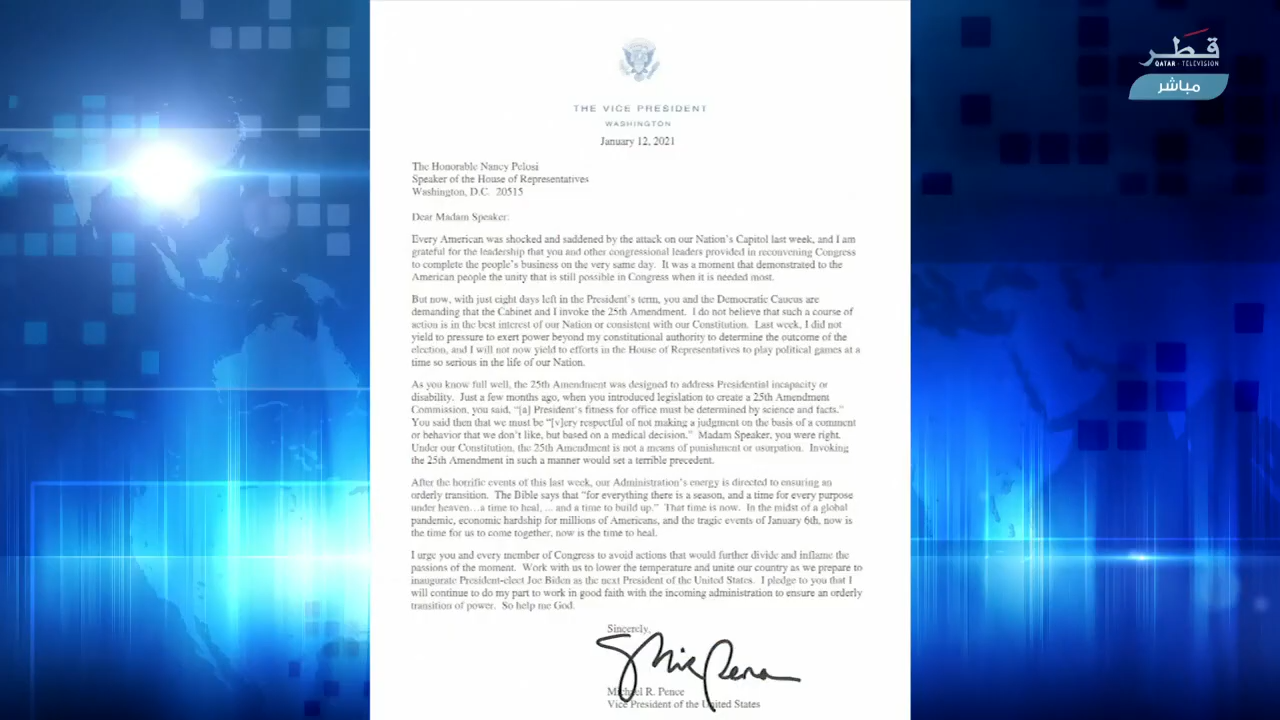 قطر
QATAR - TELEVISION
مباشر
THE VICE PRESIDENT
WASHINGTON
January 12, 2021
The Honorable Nancy Pelosi
Speaker of the House of Representatives
Washington, D.C. 20515
Dear Madam Speaker:
Every American was shocked and saddened by the attack on our Nation's Capitol last week, and I am
grateful for the leadership that you and other congressional leaders provided in reconvening Congress
to complete the people's business on the very same day. It was a moment that demonstrated to the
American people the unity that is still possible in Congress when it is needed most.
But now, with just eight days left in the President's term, you and the Democratic Caucus are
demanding that the Cabinet and I invoke the 25th Amendment. I do not believe that such a course of
action is in the best interest of our Nation or consistent with our Constitution. Last week, I did not
yield to pressure to exert power beyond my constitutional authority to determine the outcome of the
election, and I will not now yield to efforts in the House of Representatives to play political games at a
time so serious in the life of our Nation.
As you know full well, the 25th Amendment was designed to address Presidential incapacity or
disability. Just a few months ago, when you introduced legislation to create a 25th Amendment
Commission, you said, "[a] President's fitness for office must be determined by science and facts."
You said then that we must be "[v]ery respectful of not making a judgment on the basis of a comment
or behavior that we don't like, but based on a medical decision." Madam Speaker, you were right.
Under our Constitution, the 25th Amendment is not a means of punishment or usurpation. Invoking
the 25th Amendment in such a manner would set a terrible precedent.
After the horrific events of this last week, our Administration's energy is directed to ensuring an
orderly transition. The Bible says that "for everything there is a season, and a time for every purpose
under heaven…a time to heal, ... and a time to build up." That time is now. In the midst of a global
pandemic, economic hardship for millions of Americans, and the tragic events of January 6th, now is
the time for us to come together, now is the time to heal.
I urge you and every member of Congress to avoid actions that would further divide and inflame the
passions of the moment. Work with us to lower the temperature and unite our country as we prepare to
inaugurate President-elect Joe Biden as the next President of the United States. I pledge to you that I
will continue to do my part to work in good faith with the incoming administration to ensure an orderly
transition of power. So help me God.
Sincerely,
Mike Pence
Michael R. Pence
Vice President of the United States